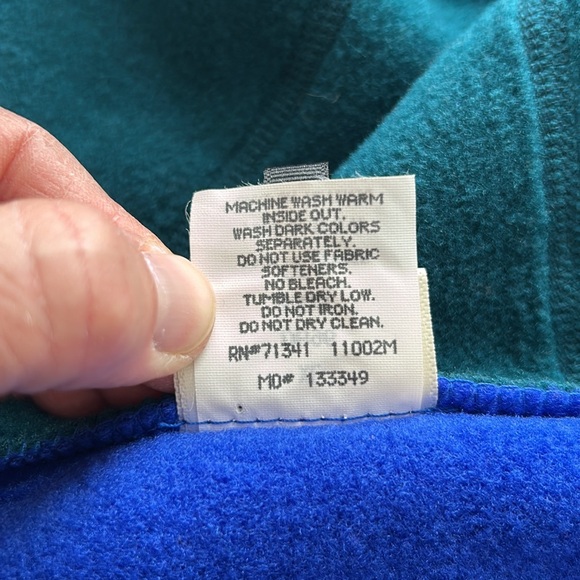 MACHINE WASH WARM
INSIDE OUT.
WASH DARK COLORS
SEPARATELY.
DO NOT USE FABRIC
SOFTENERS.
NO BLEACH.
TUMBLE DRY LOW.
DO NOT IRON.
DO NOT DRY CLEAN.
RN#71341 11002M
MO# 133349